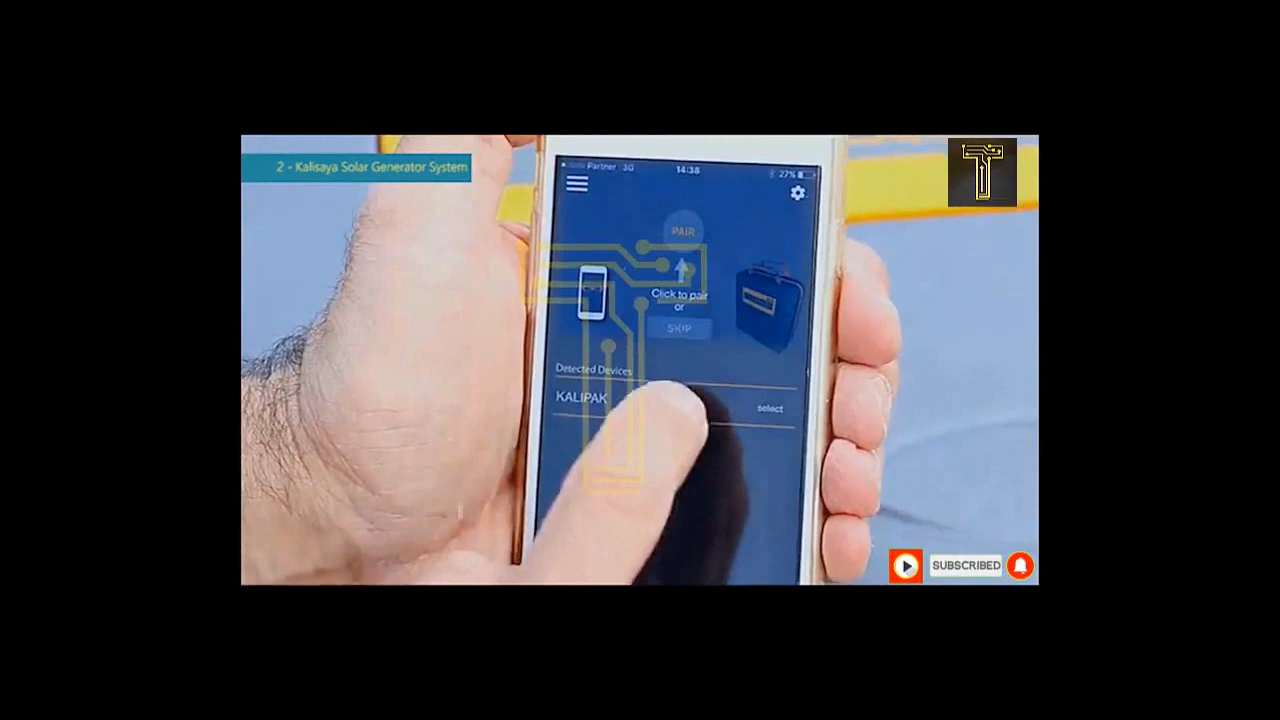 2 - Kalisaya Solar Generator System
Partner 3G
14:38
27%
PAIR
Click to pair
or
SKIP
Detected Devices
KALIPAK
select
SUBSCRIBED